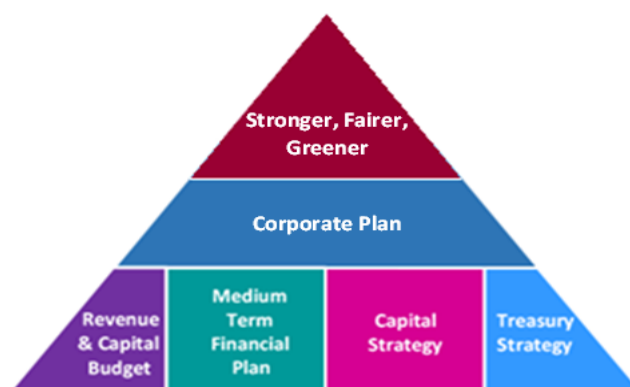 Stronger, Fairer,
Greener
Corporate Plan
Revenue
& Capital
Budget
Medium
Term
Financial
Plan
Capital
Strategy
Treasury
Strategy